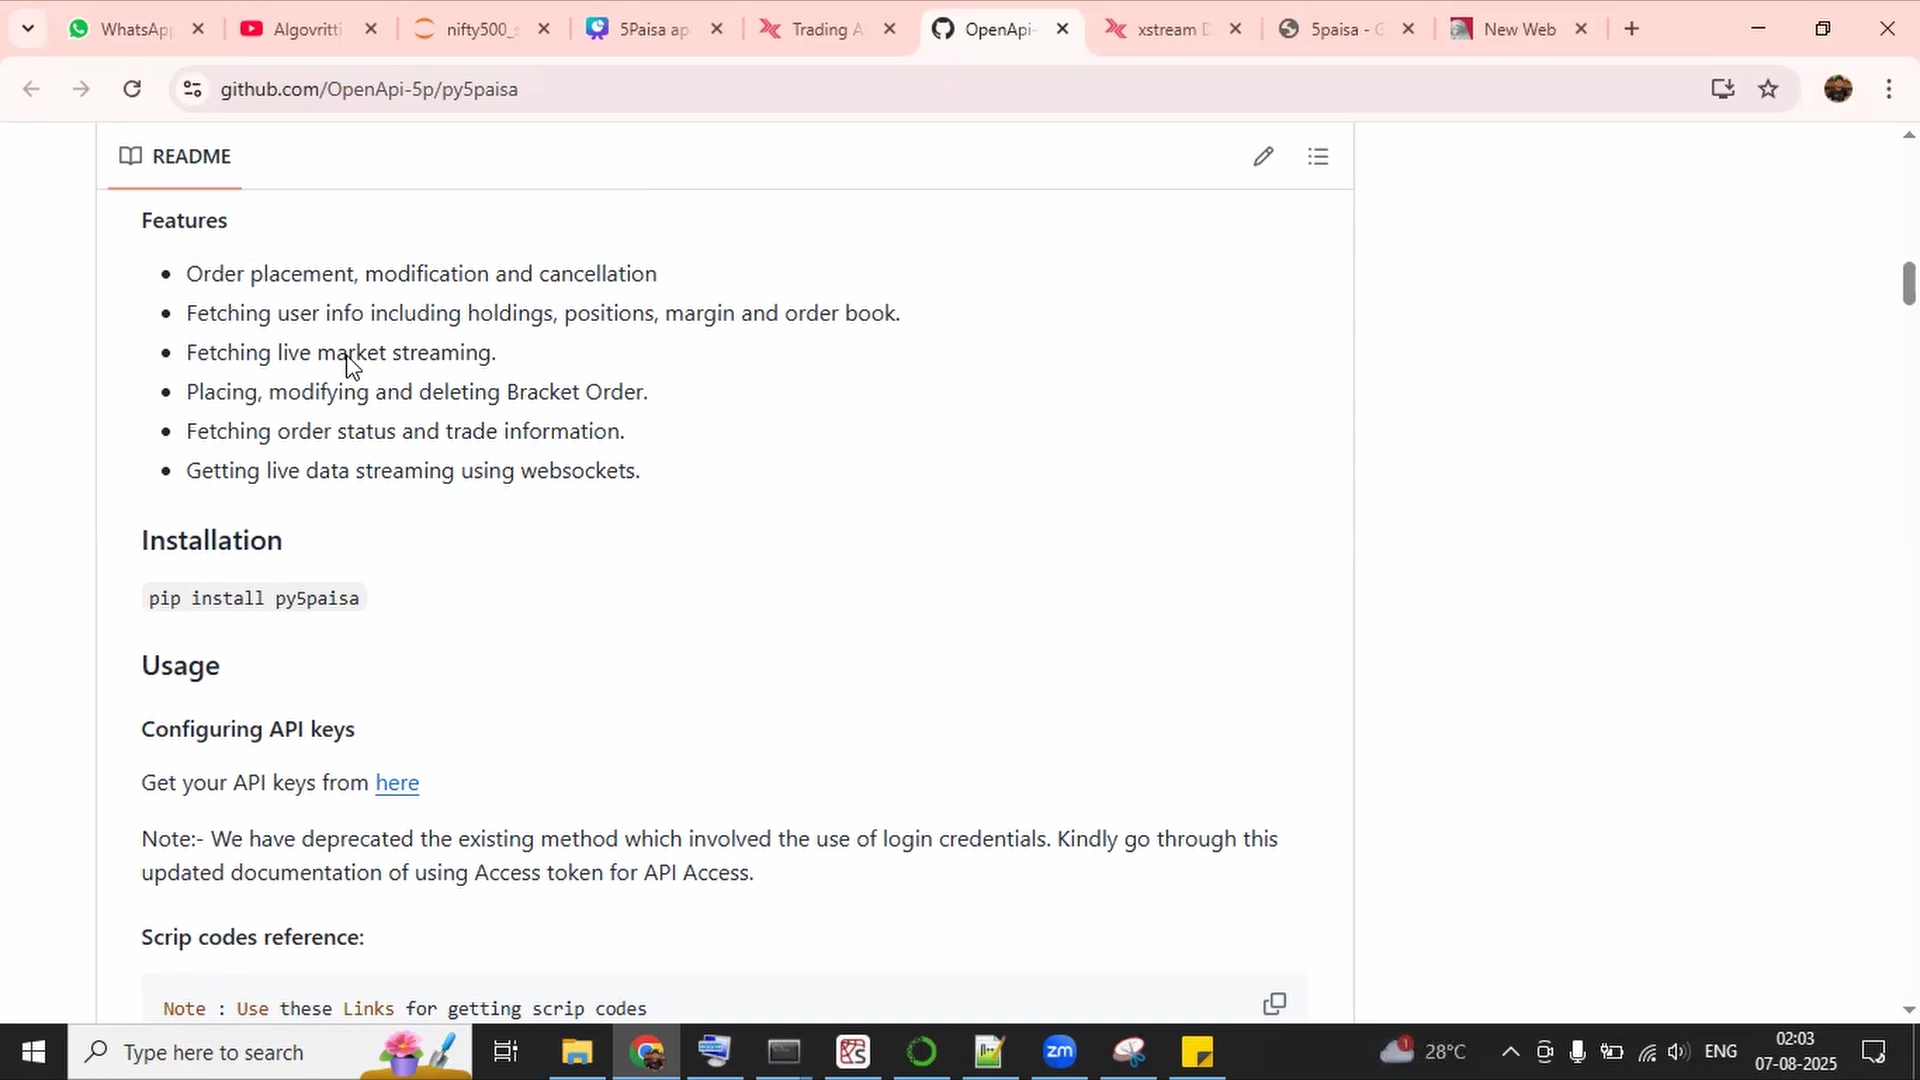 WhatsApp
Algovritti
nifty500_s
5Paisa ap
Trading A
OpenApi-
xstream D
5paisa - G
New Web
github.com/OpenApi-5p/py5paisa
README
Features
Order placement, modification and cancellation
Fetching user info including holdings, positions, margin and order book.
Fetching live market streaming.
Placing, modifying and deleting Bracket Order.
Fetching order status and trade information.
Getting live data streaming using websockets.
Installation
pip install py5paisa
Usage
Configuring API keys
Get your API keys from here
Note:- We have deprecated the existing method which involved the use of login credentials. Kindly go through this
updated documentation of using Access token for API Access.
Scrip codes reference:
Note : Use these Links for getting scrip codes
Type here to search
zm
1
28°C
ENG
02:03
07-08-2025